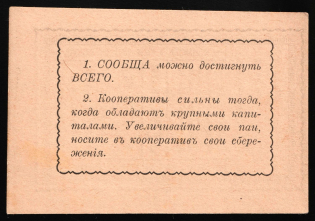 1. СООБЩА можно достигнуть
ВСЕГО.
2. Кооперативы сильны тогда,
когда обладаютъ крупными капи-
талами. Увеличивайте свои паи,
носите въ кооперативъ свои сбере-
женія.